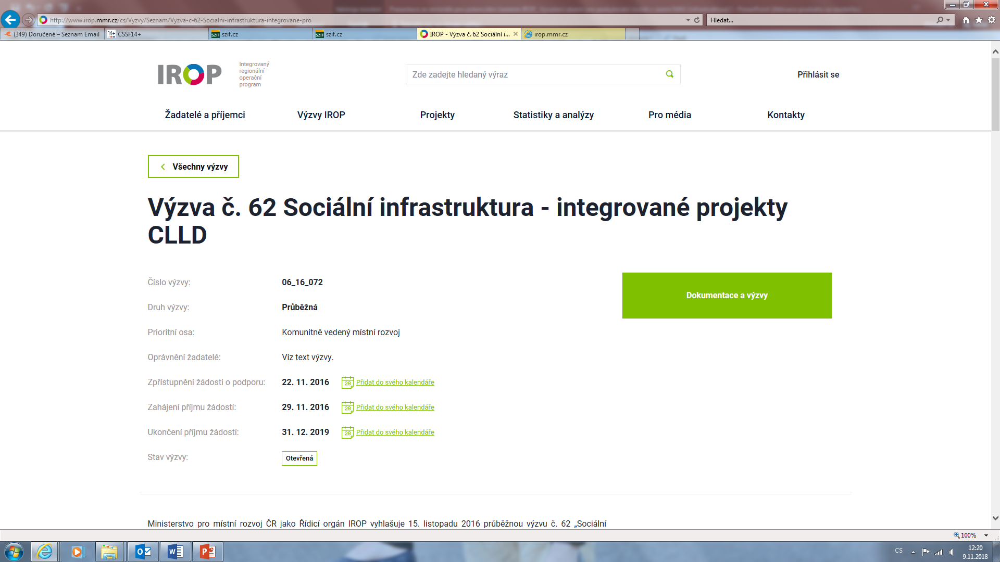 http://www.irop.mmr.cz/cs/Vyzvy/Seznam/Vyzva-c-62-Socialni-infrastruktura-integrovane-pro
Hledat...
(349) Doručené – Seznam Email
CSSF14+
szif.cz
szif.cz
IROP - Výzva č. 62 Sociální i...
irop.mmr.cz
IROP
Integrovaný
regionální
operační
program
Zde zadejte hledaný výraz
Přihlásit se
Žadatelé a příjemci
Výzvy IROP
Projekty
Statistiky a analýzy
Pro média
Kontakty
Všechny výzvy
Výzva č. 62 Sociální infrastruktura - integrované projekty
CLLD
Číslo výzvy: 06_16_072
Dokumentace a výzvy
Druh výzvy: Průběžná
Prioritní osa: Komunitně vedený místní rozvoj
Oprávnění žadatelé: Viz text výzvy.
Zpřístupnění žádosti o podporu: 22. 11. 2016 28 Přidat do svého kalendáře
Zahájení příjmu žádostí: 29. 11. 2016 28 Přidat do svého kalendáře
Ukončení příjmu žádostí: 31. 12. 2019 28 Přidat do svého kalendáře
Stav výzvy: Otevřená
Ministerstvo pro místní rozvoj ČR jako Řídicí orgán IROP vyhlašuje 15. listopadu 2016 průběžnou výzvu č. 62 „Sociální
100%
CS
12:20
9.11.2018